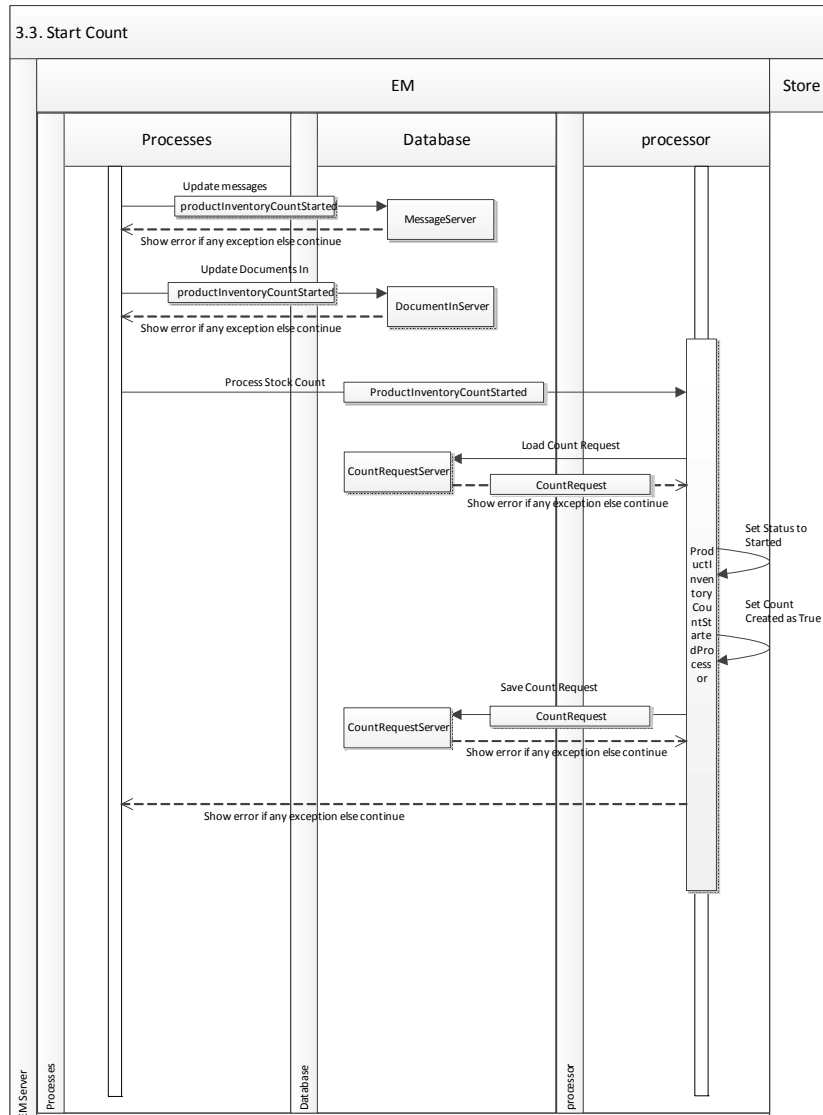 3.3. Start Count
EM
Store
Processes
Database
processor
Update messages
productInventoryCountStarted
MessageServer
Show error if any exception else continue
Update Documents In
productInventoryCountStarted
DocumentInServer
Show error if any exception else continue
Process Stock Count
ProductInventoryCountStarted
Load Count Request
CountRequestServer
CountRequest
Show error if any exception else continue
Set Status to
Started
Prod
uctI
nven
tory
Cou
ntSt
arte
dPro
cess
or
Set Count
Created as True
Save Count Request
CountRequest
CountRequestServer
Show error if any exception else continue
Show error if any exception else continue
EM Server
Processes
Database
processor